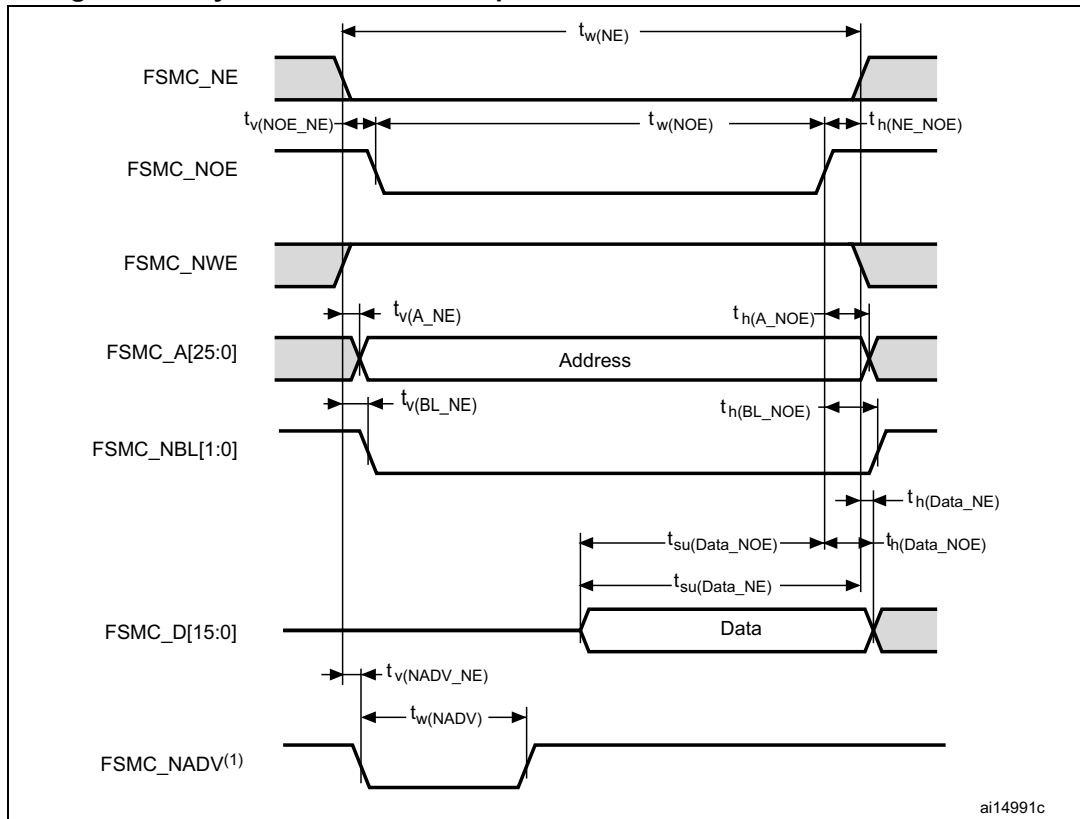 tw(NE)
FSMC_NE
tv(NOE_NE)
tw(NOE)
th(NE_NOE)
FSMC_NOE
FSMC_NWE
tv(A_NE)
th(A_NOE)
FSMC_A[25:0]
Address
tv(BL_NE)
th(BL_NOE)
FSMC_NBL[1:0]
th(Data_NE)
tsu(Data_NOE)
th(Data_NOE)
tsu(Data_NE)
FSMC_D[15:0]
Data
tv(NADV_NE)
tw(NADV)
FSMC_NADV(1)
ai14991c